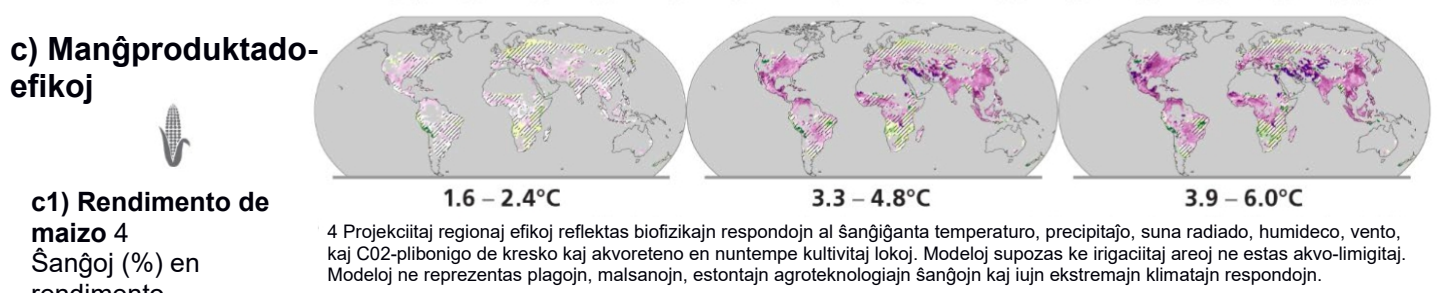 c) Manĝproduktado-
efikoj
c1) Rendimento de
maizo 4
Ŝanĝoj (%) en
rendimento
1.6 – 2.4°C
3.3 – 4.8°C
3.9 – 6.0°C
4 Projekciitaj regionaj efikoj reflektas biofizikajn respondojn al ŝanĝiĝanta temperaturo, precipitaĵo, suna radiado, humideco, vento,
kaj C02-plibonigo de kresko kaj akvoreteno en nuntempe kultivitaj lokoj. Modeloj supozas ke irigaciitaj areoj ne estas akvo-limigitaj.
Modeloj ne reprezentas plagojn, malsanojn, estontajn agroteknologiajn ŝanĝojn kaj iujn ekstremajn klimatajn respondojn.